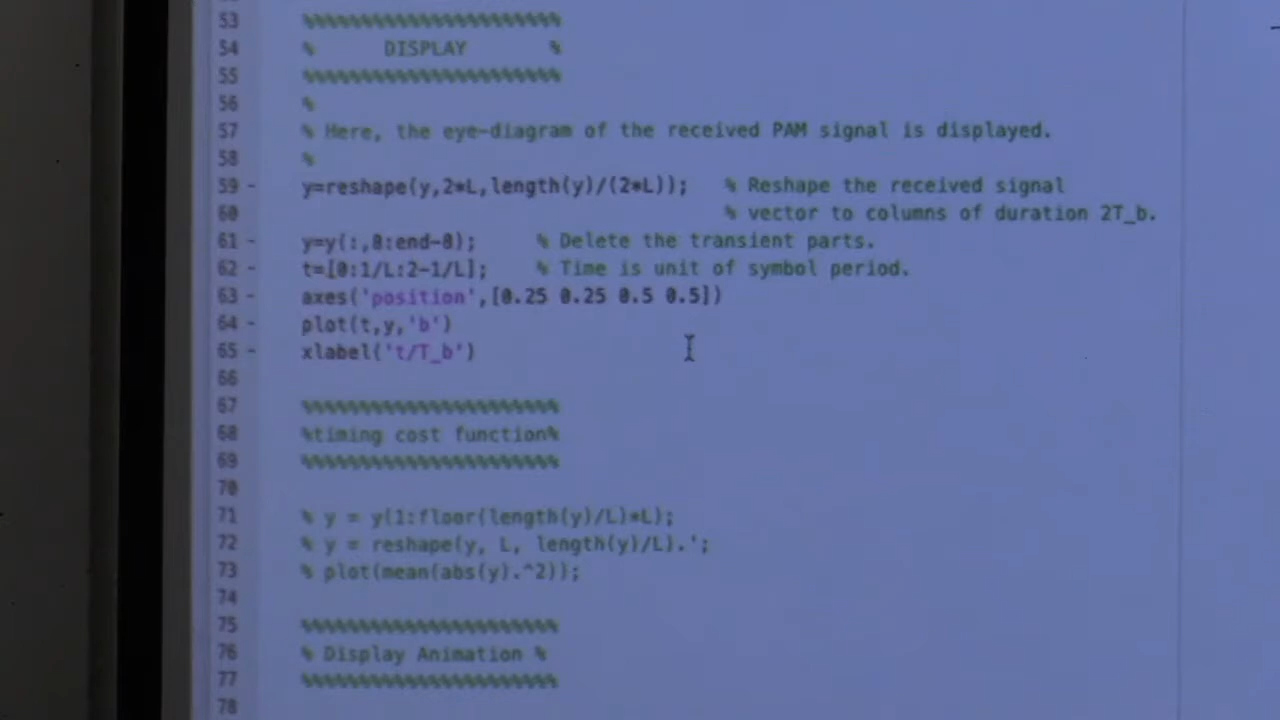 53 %%%%%%%%%%%%%%%%%%%%%%
54 % DISPLAY %
55 %%%%%%%%%%%%%%%%%%%%%%
56 %
57 % Here, the eye-diagram of the received PAM signal is displayed.
58 %
59 - y=reshape(y,2*L,length(y)/(2*L)); % Reshape the received signal
60 % vector to columns of duration 2T_b.
61 - y=y(:,8:end-8); % Delete the transient parts.
62 - t=[0:1/L:2-1/L]; % Time is unit of symbol period.
63 - axes('position',[0.25 0.25 0.5 0.5])
64 - plot(t,y,'b')
65 - xlabel('t/T_b')
66
67 %%%%%%%%%%%%%%%%%%%%%%
68 %timing cost function%
69 %%%%%%%%%%%%%%%%%%%%%%
70
71 % y = y(1:floor(length(y)/L)*L);
72 % y = reshape(y, L, length(y)/L).';
73 % plot(mean(abs(y).^2));
74
75 %%%%%%%%%%%%%%%%%%%%%%
76 % Display Animation %
77 %%%%%%%%%%%%%%%%%%%%%%
78